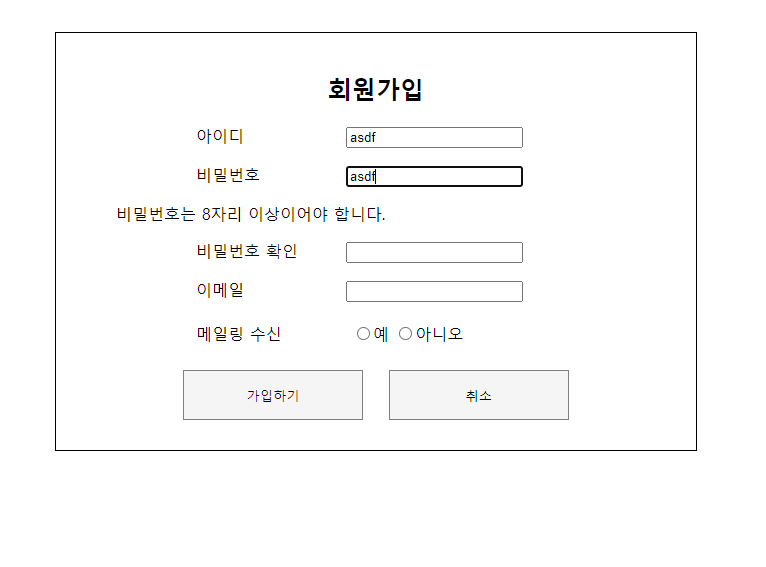 회원가입
아이디 asdf
비밀번호 asdf
비밀번호는 8자리 이상이어야 합니다.
비밀번호 확인
이메일
메일링 수신 예 아니오
가입하기 취소